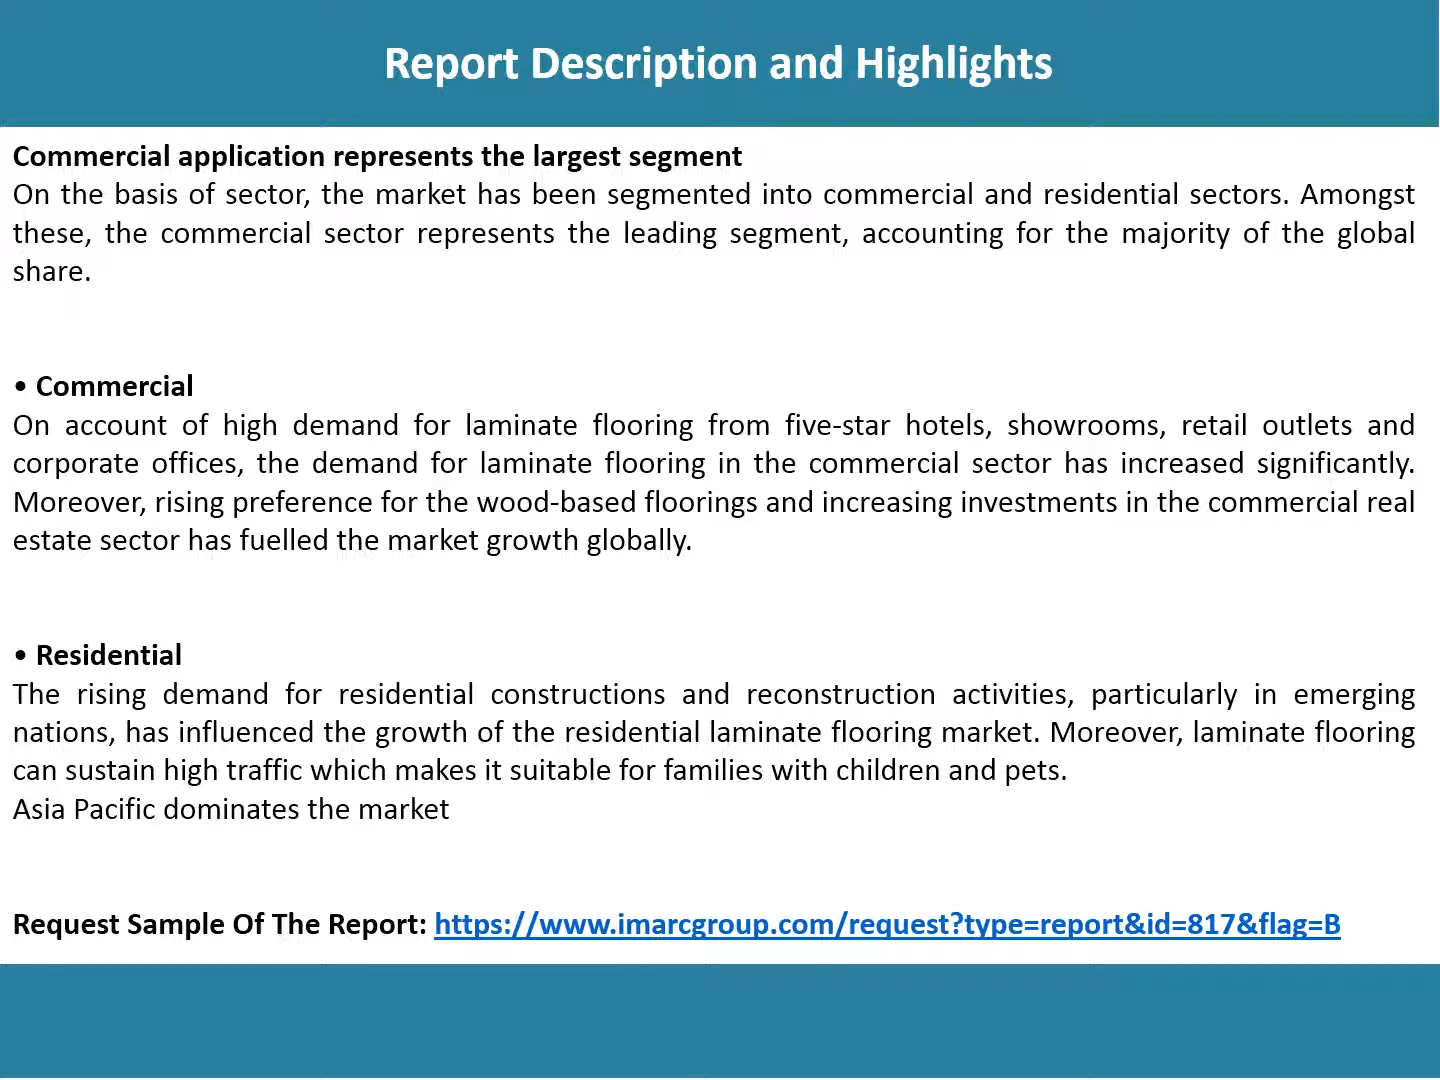 Report Description and Highlights
Commercial application represents the largest segment
On the basis of sector, the market has been segmented into commercial and residential sectors. Amongst
these, the commercial sector represents the leading segment, accounting for the majority of the global
share.
• Commercial
On account of high demand for laminate flooring from five-star hotels, showrooms, retail outlets and
corporate offices, the demand for laminate flooring in the commercial sector has increased significantly.
Moreover, rising preference for the wood-based floorings and increasing investments in the commercial real
estate sector has fuelled the market growth globally.
• Residential
The rising demand for residential constructions and reconstruction activities, particularly in emerging
nations, has influenced the growth of the residential laminate flooring market. Moreover, laminate flooring
can sustain high traffic which makes it suitable for families with children and pets.
Asia Pacific dominates the market
Request Sample Of The Report: https://www.imarcgroup.com/request?type=report&id=817&flag=B